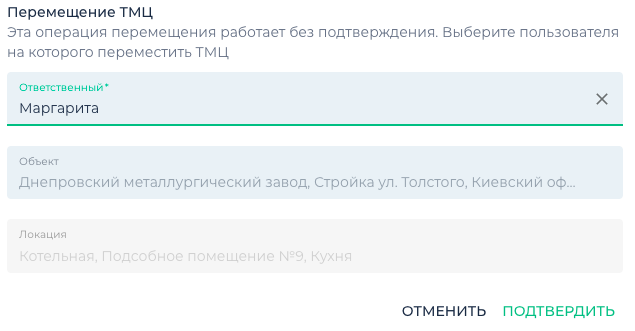 Перемещение ТМЦ
Эта операция перемещения работает без подтверждения. Выберите пользователя
на которого переместить ТМЦ
Ответственный*
Маргарита
Объект
Днепровский металлургический завод, Стройка ул. Толстого, Киевский оф...
Локация
Котельная, Подсобное помещение №9, Кухня
ОТМЕНИТЬ ПОДТВЕРДИТЬ